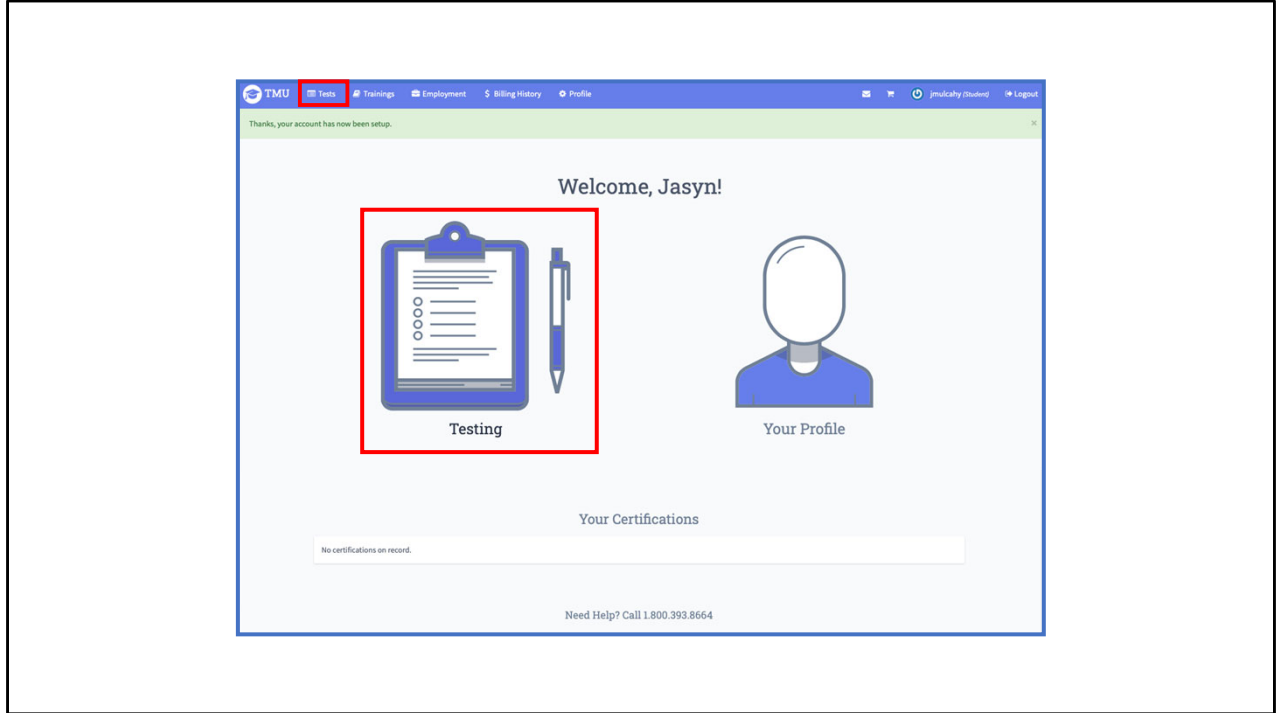 TMU Tests Trainings Employment $ Billing History Profile jmulcahy (Student) Logout
Thanks, your account has now been setup. ×
Welcome, Jasyn!
Testing Your Profile
Your Certifications
No certifications on record.
Need Help? Call 1.800.393.8664